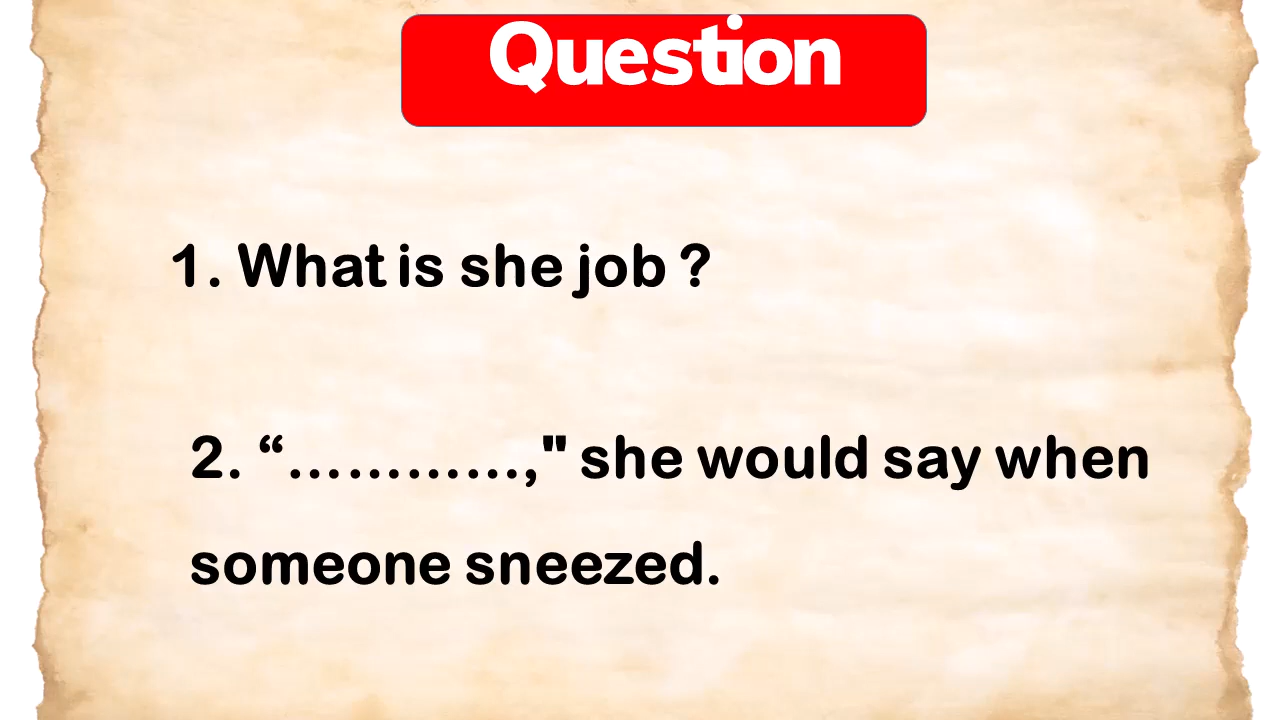 Question
1. What is she job ?
2. “…………," she would say when
someone sneezed.